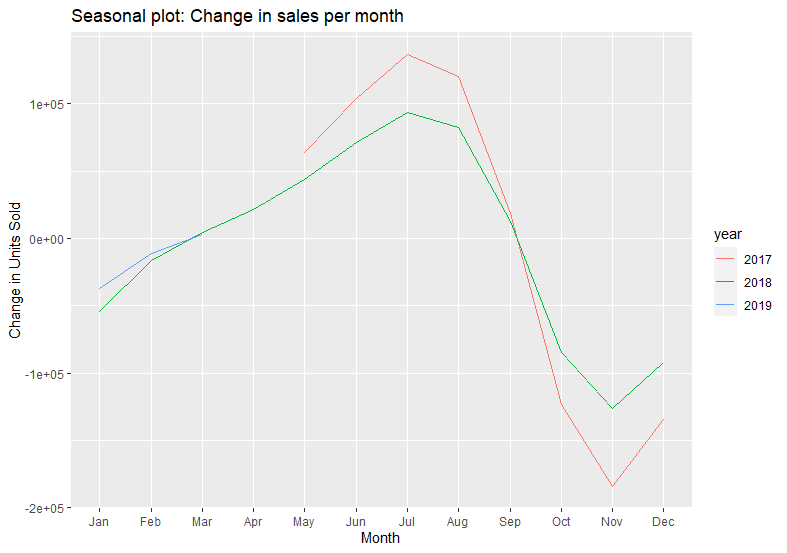 Seasonal plot: Change in sales per month
Change in Units Sold
1e+05
0e+00
-1e+05
-2e+05
Jan Feb Mar Apr May Jun Jul Aug Sep Oct Nov Dec
Month
year
2017
2018
2019